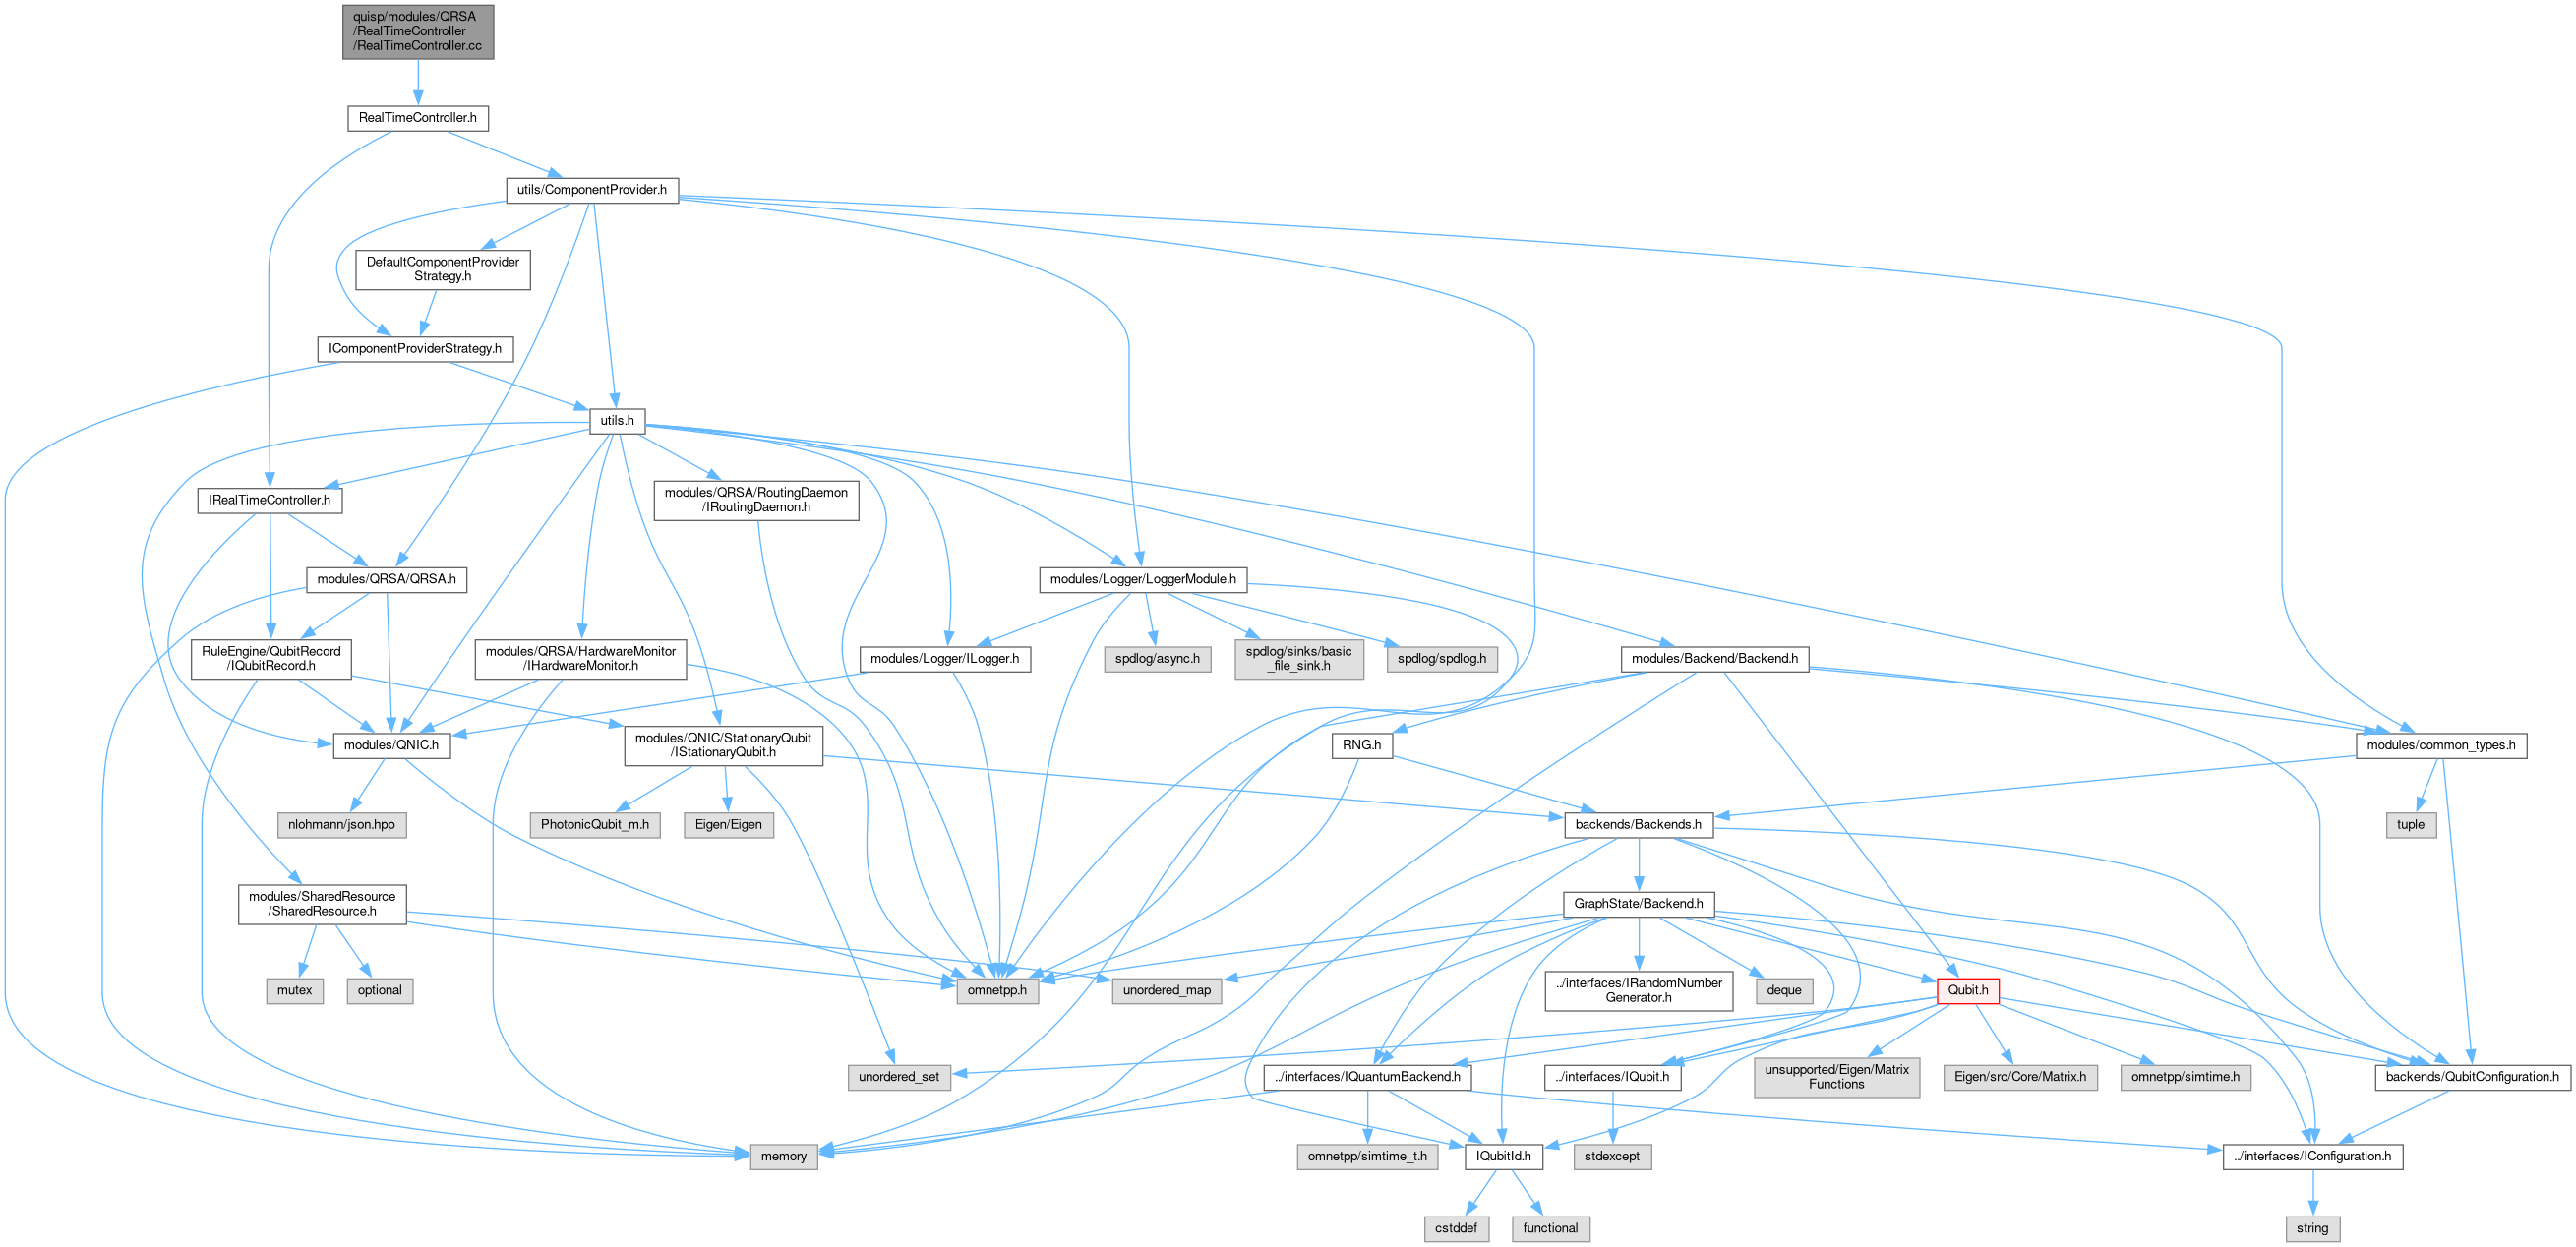 quisp/modules/QRSA
/RealTimeController
/RealTimeController.cc
RealTimeController.h
utils/ComponentProvider.h
DefaultComponentProvider
Strategy.h
IComponentProviderStrategy.h
utils.h
IRealTimeController.h
modules/QRSA/RoutingDaemon
/IRoutingDaemon.h
modules/QRSA/QRSA.h
modules/Logger/LoggerModule.h
RuleEngine/QubitRecord
/IQubitRecord.h
modules/QRSA/HardwareMonitor
/IHardwareMonitor.h
modules/Logger/ILogger.h
spdlog/async.h
spdlog/sinks/basic
_file_sink.h
spdlog/spdlog.h
modules/Backend/Backend.h
modules/QNIC.h
modules/QNIC/StationaryQubit
/IStationaryQubit.h
RNG.h
modules/common_types.h
nlohmann/json.hpp
PhotonicQubit_m.h
Eigen/Eigen
backends/Backends.h
tuple
modules/SharedResource
/SharedResource.h
GraphState/Backend.h
mutex
optional
omnetpp.h
unordered_map
../interfaces/IRandomNumber
Generator.h
deque
Qubit.h
unordered_set
../interfaces/IQuantumBackend.h
../interfaces/IQubit.h
unsupported/Eigen/Matrix
Functions
Eigen/src/Core/Matrix.h
omnetpp/simtime.h
backends/QubitConfiguration.h
memory
omnetpp/simtime_t.h
IQubitId.h
stdexcept
../interfaces/IConfiguration.h
cstddef
functional
string